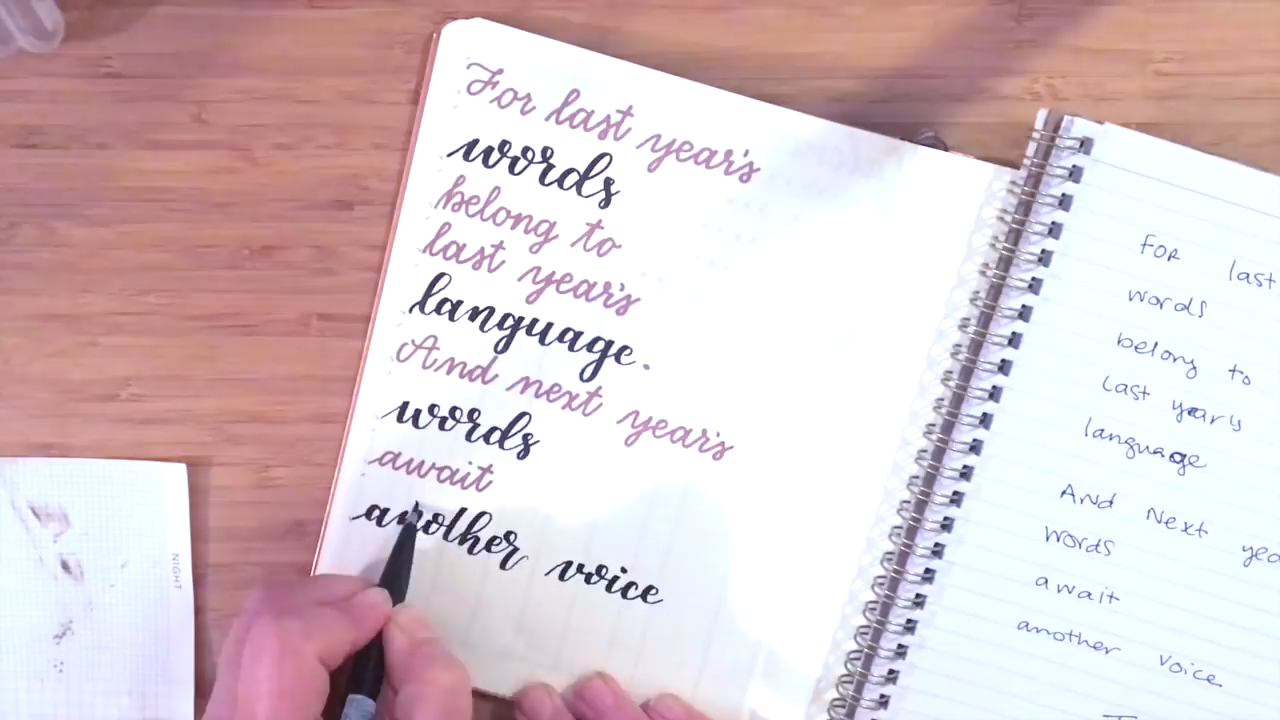 For last year's
words
belong to
last year's
language.
And next year's
words
await
another voice
NIGHT
For last
words
belong to
Last year's
language
And Next
words
await
another voice